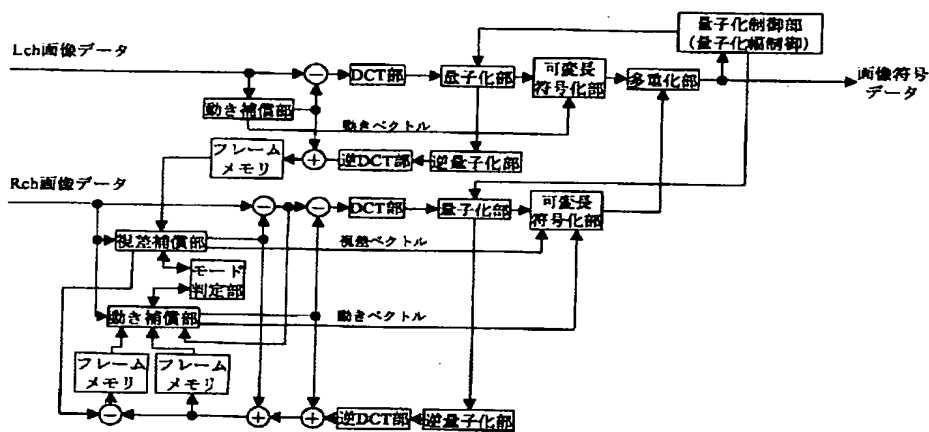 量子化制御部
(量子化幅制御)
Lch画像データ
DCT部
量子化部
可変長
符号化部
多重化部
画像符号
データ
動き補償部
動きベクトル
フレーム
メモリ
逆DCT部
逆量子化部
Rch画像データ
DCT部
量子化部
可変長
符号化部
視差補償部
視差ベクトル
モード
判定部
動き補償部
動きベクトル
フレーム
メモリ
フレーム
メモリ
逆DCT部
逆量子化部